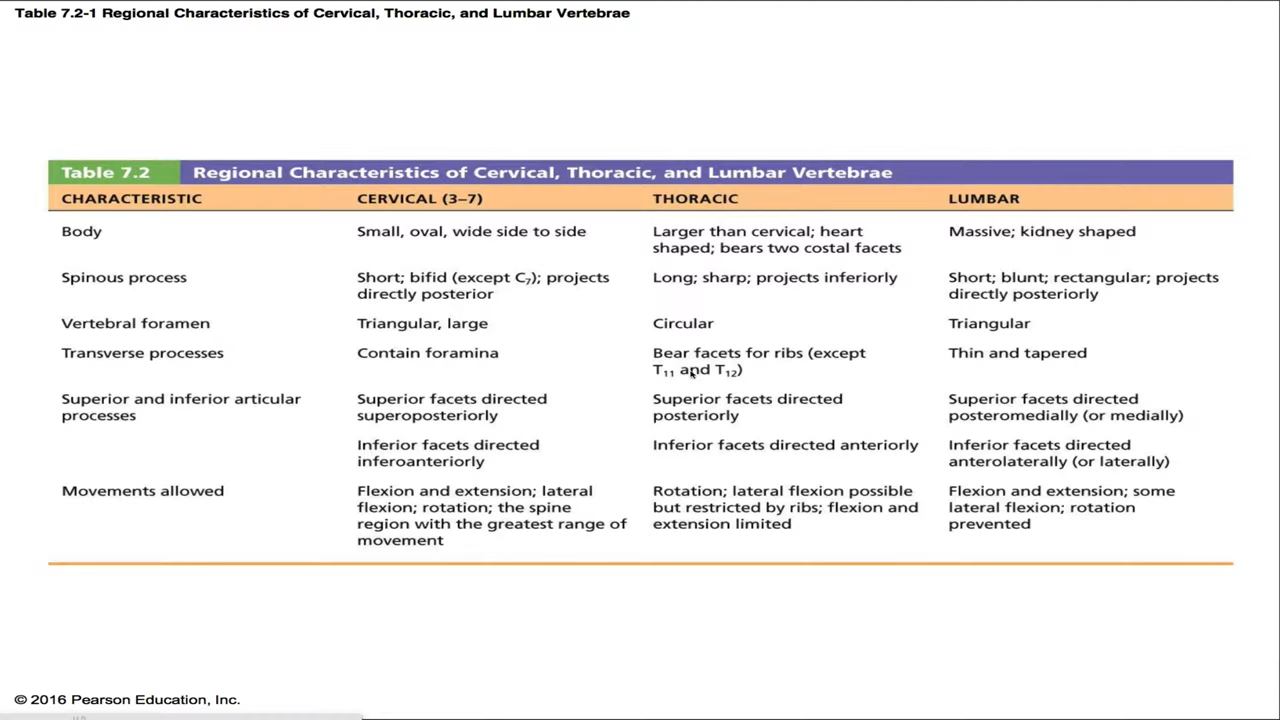 Table 7.2-1 Regional Characteristics of Cervical, Thoracic, and Lumbar Vertebrae
Table 7.2 Regional Characteristics of Cervical, Thoracic, and Lumbar Vertebrae
CHARACTERISTIC CERVICAL (3–7) THORACIC LUMBAR
Body Small, oval, wide side to side Larger than cervical; heart Massive; kidney shaped
shaped; bears two costal facets
Spinous process Short; bifid (except C₇); projects Long; sharp; projects inferiorly Short; blunt; rectangular; projects
directly posterior directly posteriorly
Vertebral foramen Triangular, large Circular Triangular
Transverse processes Contain foramina Bear facets for ribs (except Thin and tapered
T₁₁ and T₁₂)
Superior and inferior articular Superior facets directed Superior facets directed Superior facets directed
processes superoposteriorly posteriorly posteromedially (or medially)
Inferior facets directed Inferior facets directed anteriorly Inferior facets directed
inferoanteriorly anterolaterally (or laterally)
Movements allowed Flexion and extension; lateral Rotation; lateral flexion possible Flexion and extension; some
flexion; rotation; the spine but restricted by ribs; flexion and lateral flexion; rotation
region with the greatest range of extension limited prevented
movement
© 2016 Pearson Education, Inc.